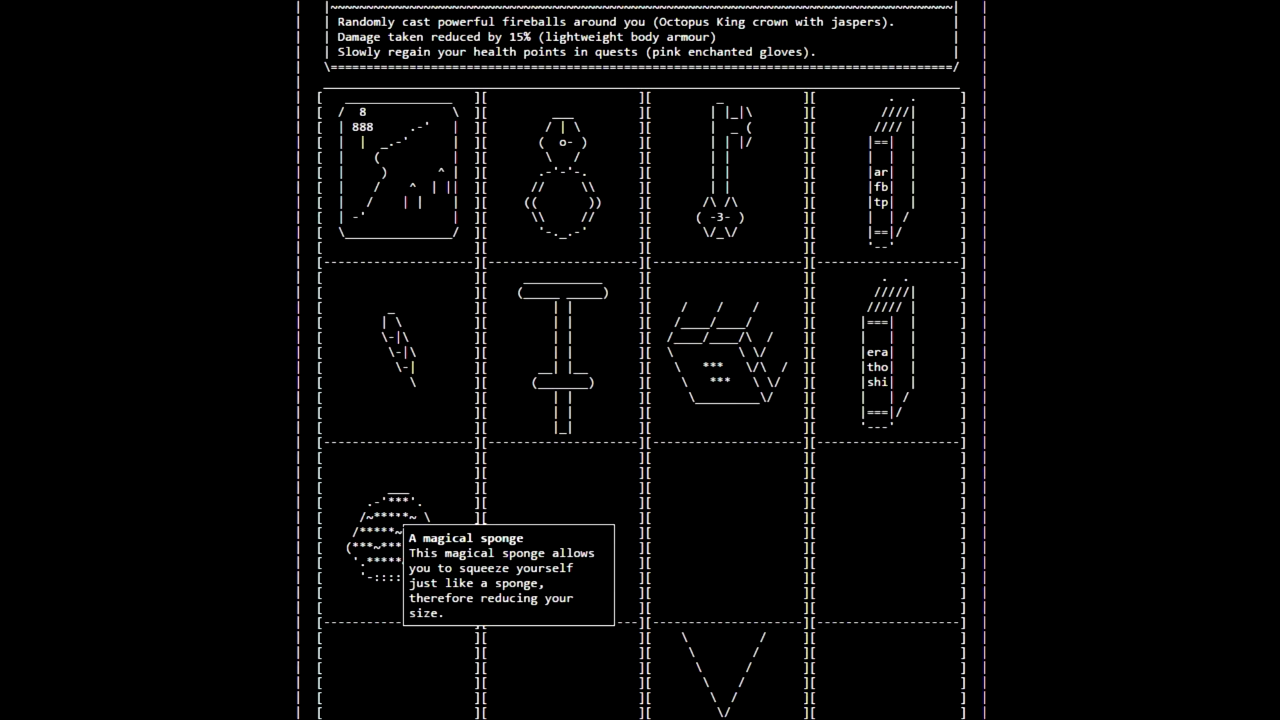 Randomly cast powerful fireballs around you (Octopus King crown with jaspers).
Damage taken reduced by 15% (lightweight body armour)
Slowly regain your health points in quests (pink enchanted gloves).
ar
fb
tp
-3-
era
tho
shi
A magical sponge
This magical sponge allows
you to squeeze yourself
just like a sponge,
therefore reducing your
size.